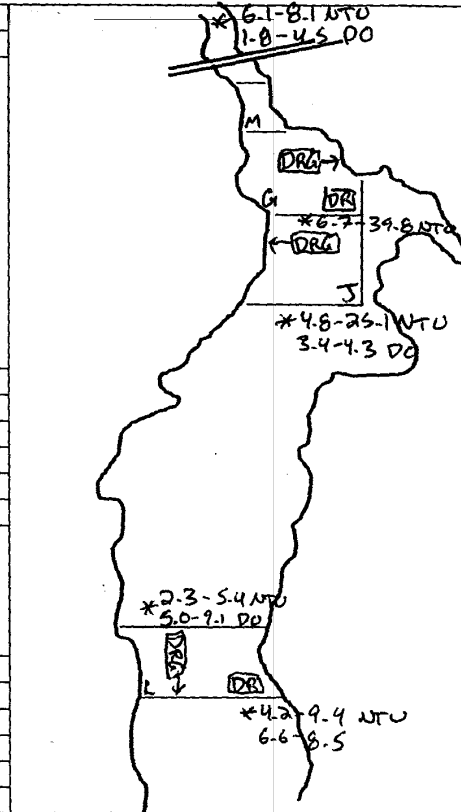 * 6.1-8.1 NTU
1.8-4.5 DO
M
DRG →
G
DR
*6.7-39.8 NTU
← DRG
J
*4.8-25.1 NTU
3.4-4.3 DO
*2.3-5.4 NTU
5.0-9.1 DO
DRG →
L
DR
*4.2-9.4 NTU
6.6-8.5